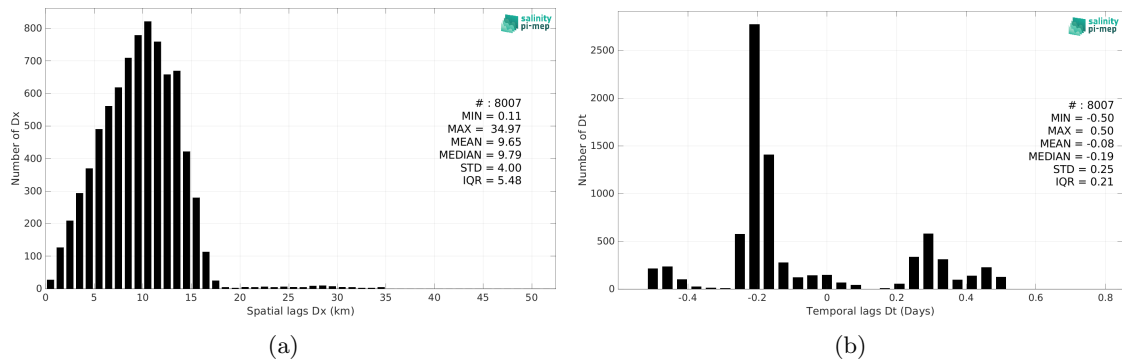 salinity
pi-mep
800
700
600
500
400
300
200
100
0
Number of Dx
# : 8007
MIN = 0.11
MAX = 34.97
MEAN = 9.65
MEDIAN = 9.79
STD = 4.00
IQR = 5.48
0 5 10 15 20 25 30 35 40 45 50
Spatial lags Dx (km)
(a)
salinity
pi-mep
2500
2000
1500
1000
500
0
Number of Dt
# : 8007
MIN = -0.50
MAX = 0.50
MEAN = -0.08
MEDIAN = -0.19
STD = 0.25
IQR = 0.21
-0.4 -0.2 0 0.2 0.4 0.6 0.8
Temporal lags Dt (Days)
(b)